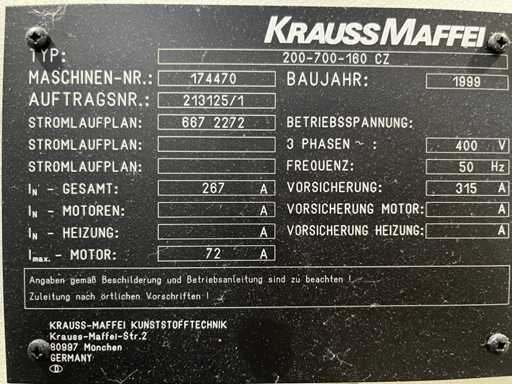 KRAUSSMAFFEI
TYP: 200-700-160 CZ
MASCHINEN-NR.: 174470 BAUJAHR: 1999
AUFTRAGSNR.: 213125/1
STROMLAUFPLAN: 667 2272 BETRIEBSSPANNUNG:
STROMLAUFPLAN: 3 PHASEN ~ : 400 V
STROMLAUFPLAN: FREQUENZ: 50 Hz
IN - GESAMT: 267 A VORSICHERUNG: 315 A
IN - MOTOREN: A VORSICHERUNG MOTOR: A
IN - HEIZUNG: A VORSICHERUNG HEIZUNG: A
Imax. - MOTOR: 72 A
Angaben gemäß Beschilderung und Betriebsanleitung sind zu beachten !
Zuleitung nach örtlichen Vorschriften !
KRAUSS-MAFFEI KUNSTSTOFFTECHNIK
Krauss-Maffei-Str.2
80997 München
GERMANY
D